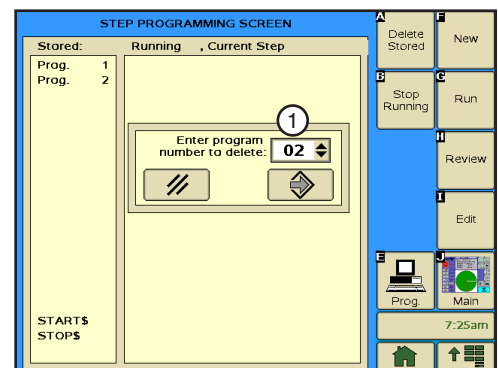 STEP PROGRAMMING SCREEN
Stored:
Running , Current Step
Prog. 1
Prog. 2
1
Enter program
number to delete: 02
START$
STOP$
A
Delete
Stored
F
New
B
Stop
Running
G
Run
H
Review
I
Edit
E
Prog.
J
Main
7:25am